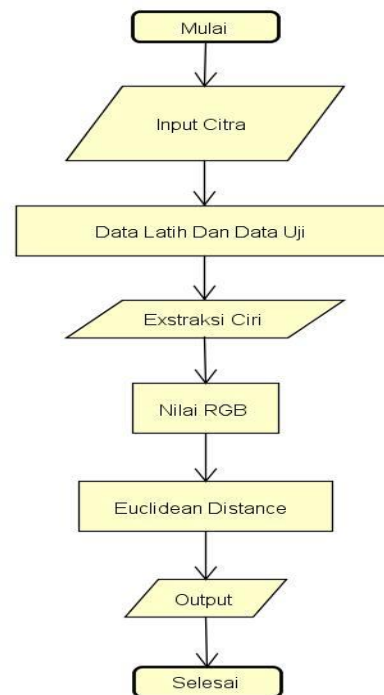 Mulai
Input Citra
Data Latih Dan Data Uji
Exstraksi Ciri
Nilai RGB
Euclidean Distance
Output
Selesai